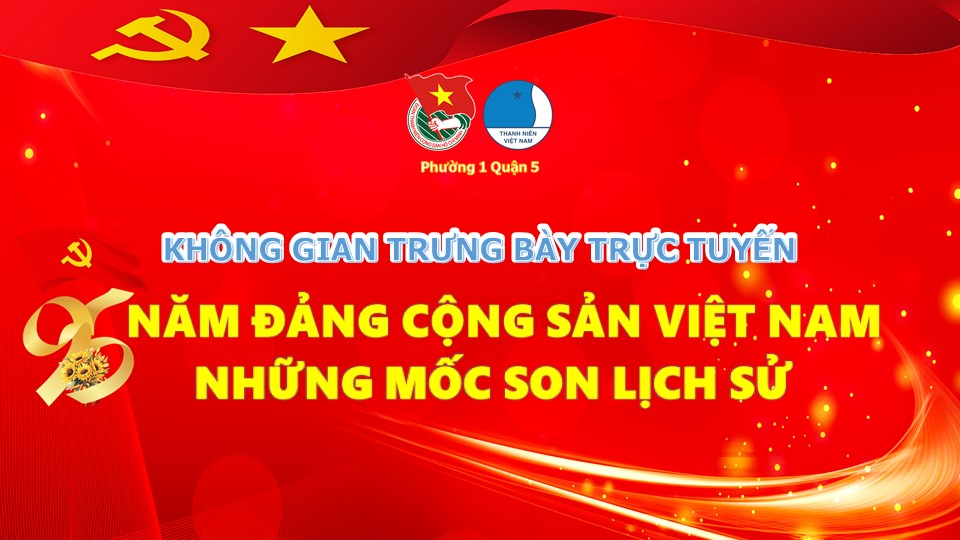 THANH NIÊN
VIỆT NAM
Phường 1 Quận 5
KHÔNG GIAN TRƯNG BÀY TRỰC TUYẾN
95 NĂM ĐẢNG CỘNG SẢN VIỆT NAM
NHỮNG MỐC SON LỊCH SỬ